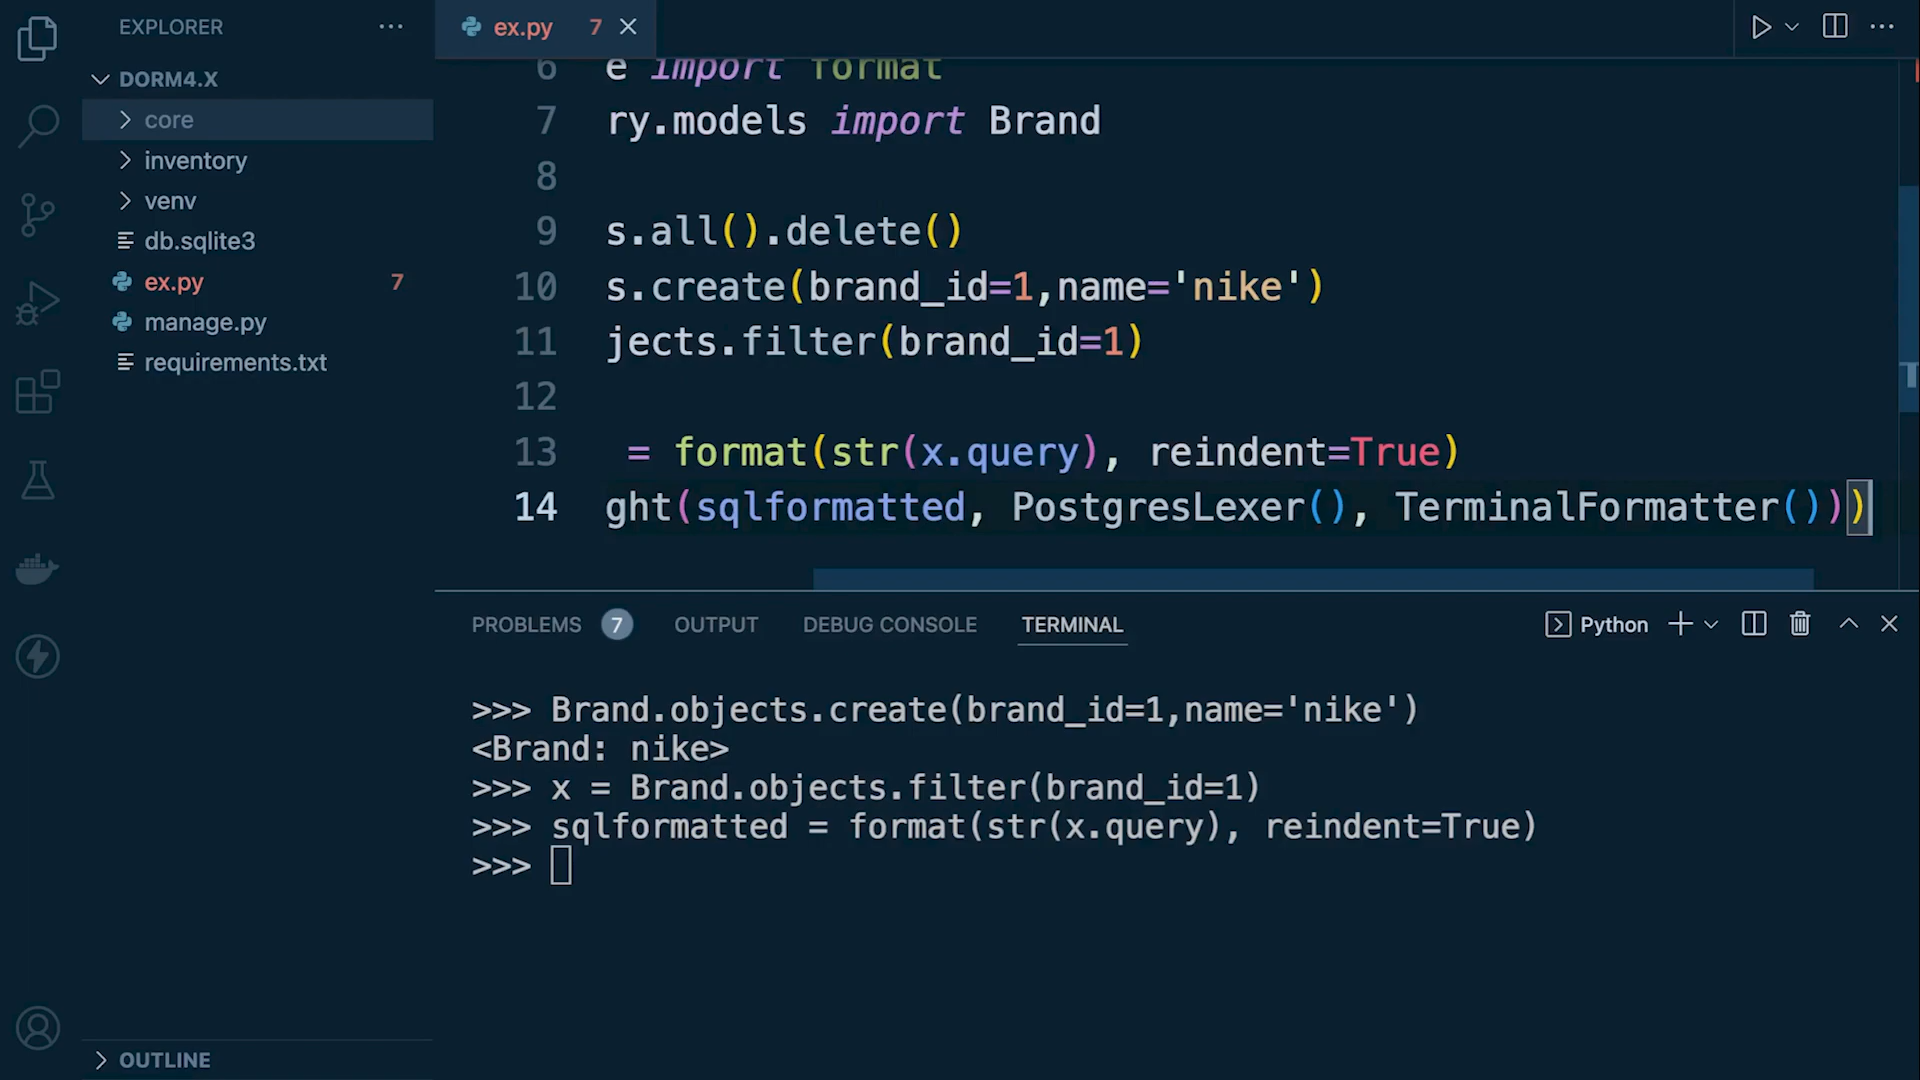 EXPLORER
DORM4.X
core
inventory
venv
db.sqlite3
ex.py 7
manage.py
requirements.txt
OUTLINE
ex.py 7
6 e import format
7 ry.models import Brand
8
9 s.all().delete()
10 s.create(brand_id=1,name='nike')
11 jects.filter(brand_id=1)
12
13 = format(str(x.query), reindent=True)
14 ght(sqlformatted, PostgresLexer(), TerminalFormatter()))
PROBLEMS 7 OUTPUT DEBUG CONSOLE TERMINAL Python
>>> Brand.objects.create(brand_id=1,name='nike')
<Brand: nike>
>>> x = Brand.objects.filter(brand_id=1)
>>> sqlformatted = format(str(x.query), reindent=True)
>>>